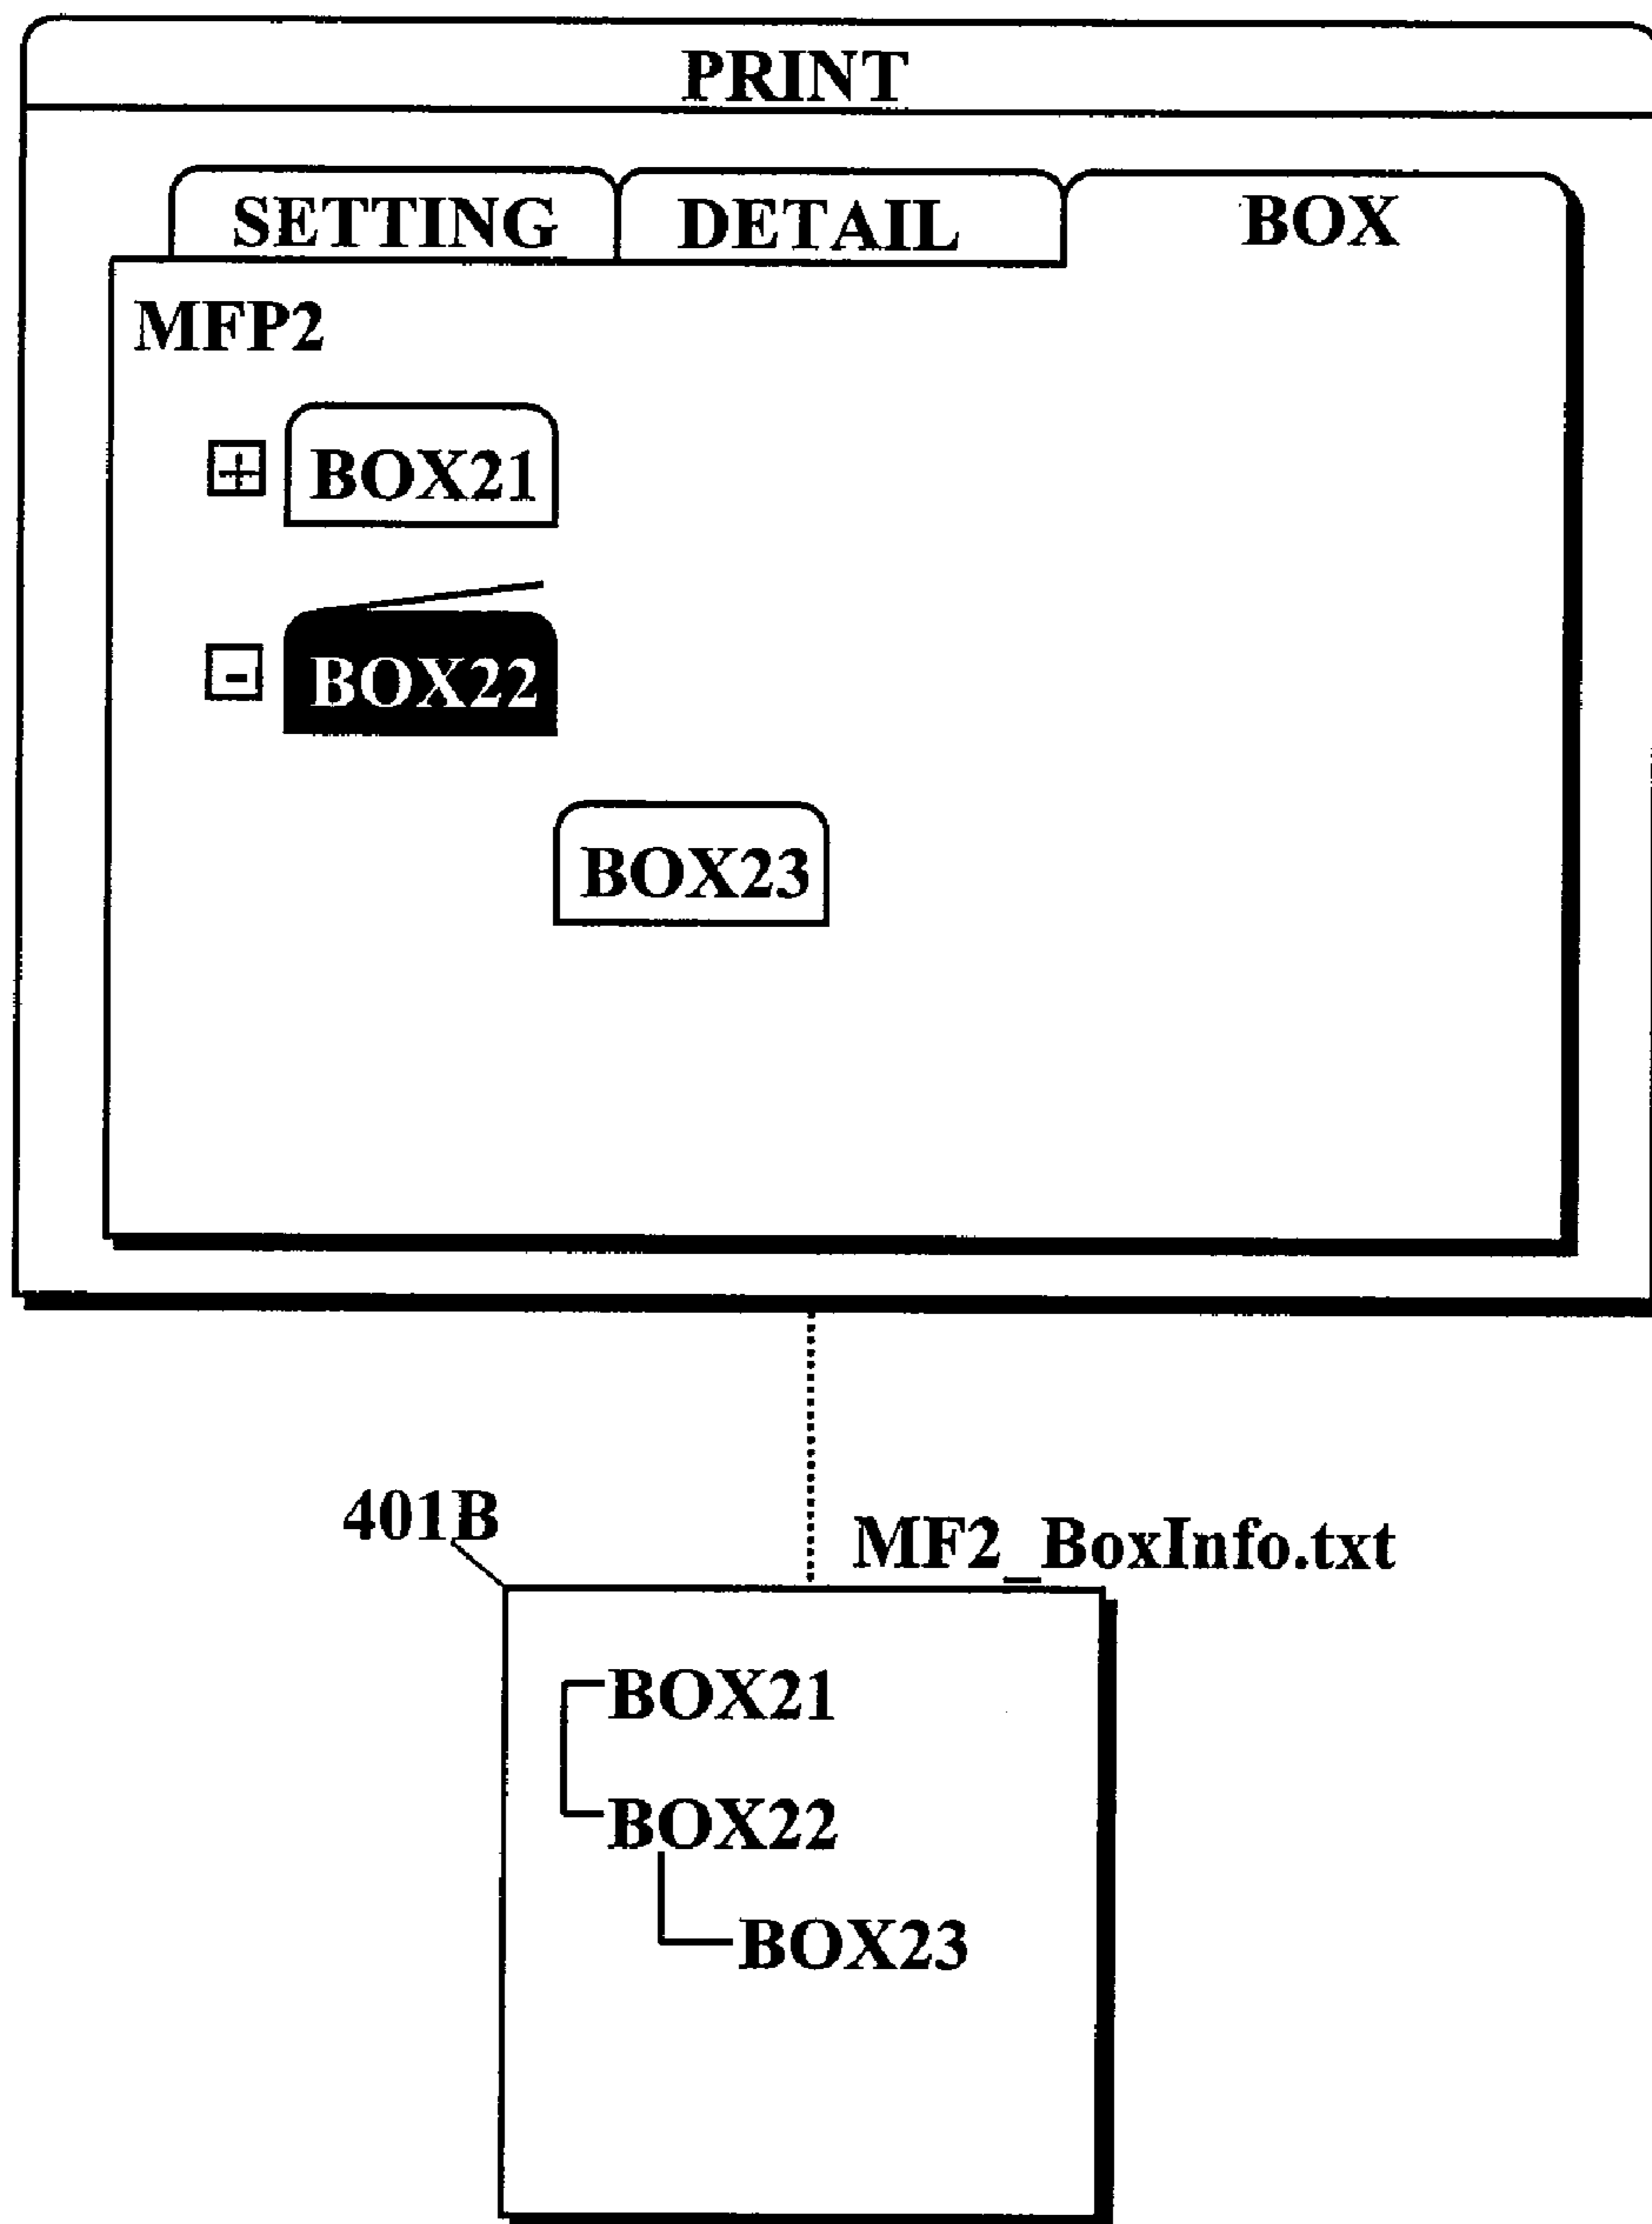 PRINT
SETTING DETAIL BOX
MFP2
+ BOX21
- BOX22
BOX23
401B MF2_BoxInfo.txt
BOX21
BOX22
BOX23